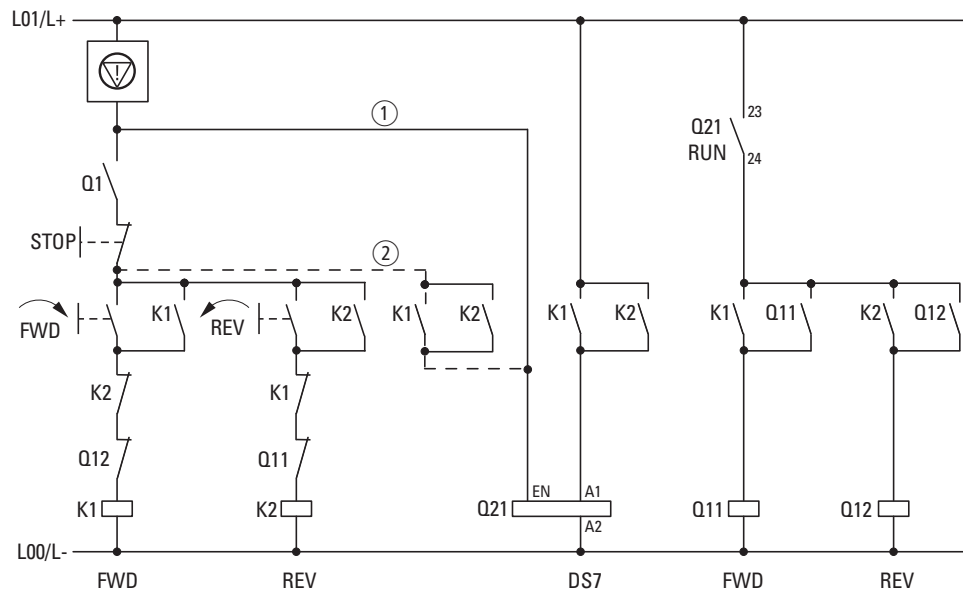 L01/L+
!
①
Q1
Q21
RUN
23
24
STOP
②
FWD
K1
REV
K2
K1
K2
K1
K2
K1
Q11
K2
Q12
K2
K1
Q12
Q11
K1
K2
Q21
EN
A1
A2
Q11
Q12
L00/L-
FWD
REV
DS7
FWD
REV